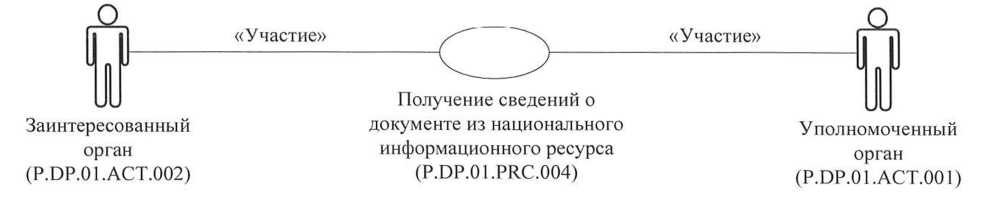 «Участие»
«Участие»
Заинтересованный
орган
(P.DP.01.ACT.002)
Получение сведений о
документе из национального
информационного ресурса
(P.DP.01.PRC.004)
Уполномоченный
орган
(P.DP.01.ACT.001)